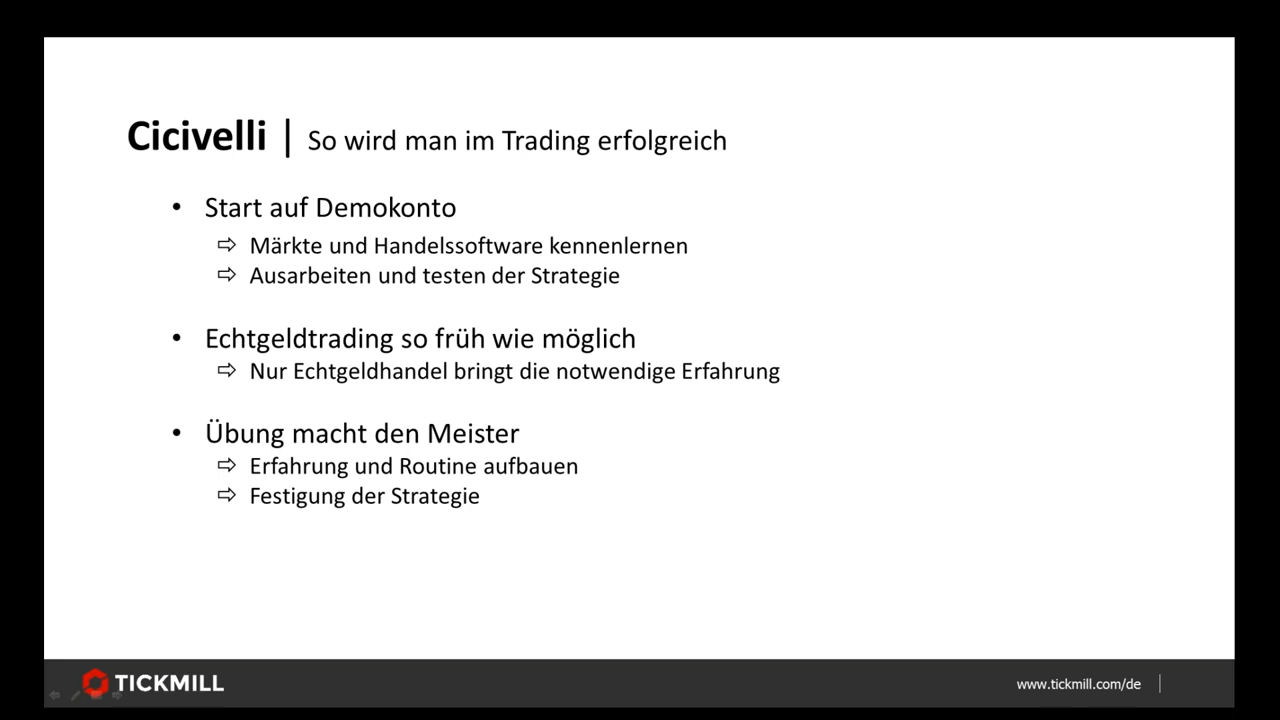 Cicivelli | So wird man im Trading erfolgreich
• Start auf Demokonto
⇨ Märkte und Handelssoftware kennenlernen
⇨ Ausarbeiten und testen der Strategie
• Echtgeldtrading so früh wie möglich
⇨ Nur Echtgeldhandel bringt die notwendige Erfahrung
• Übung macht den Meister
⇨ Erfahrung und Routine aufbauen
⇨ Festigung der Strategie
TICKMILL
www.tickmill.com/de |